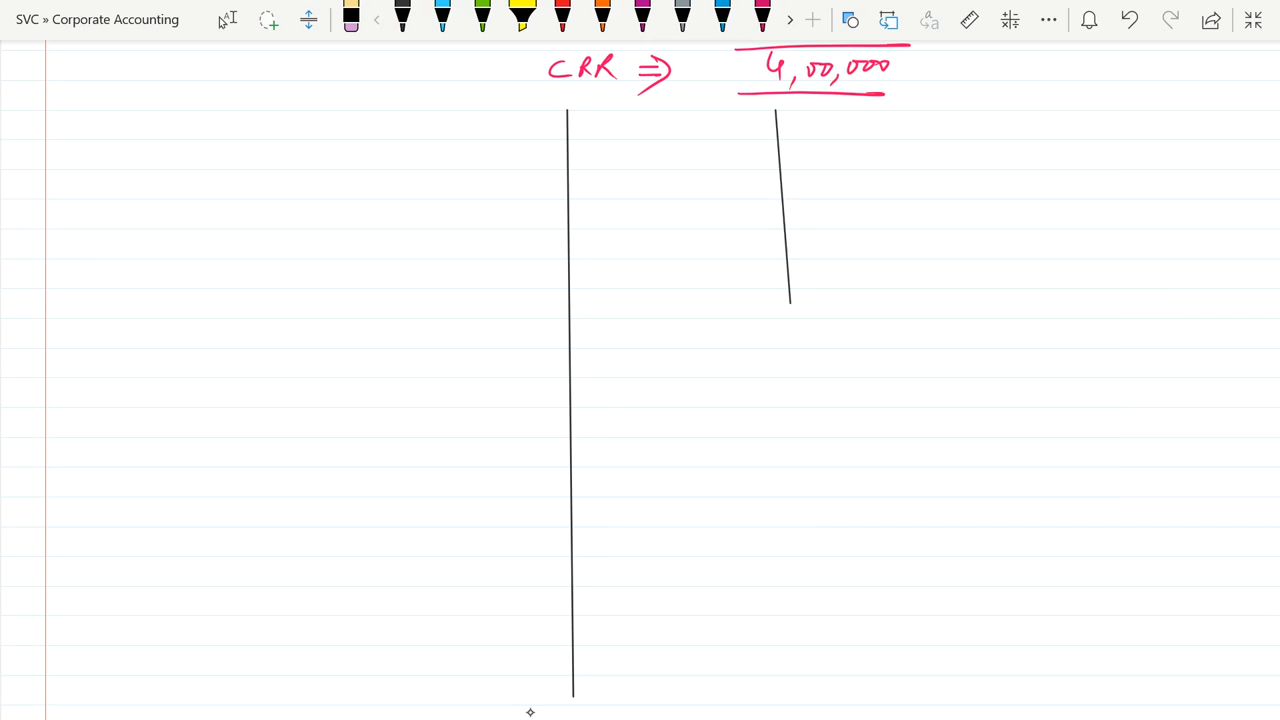 SVC » Corporate Accounting
CRR ⇒ 4,00,000